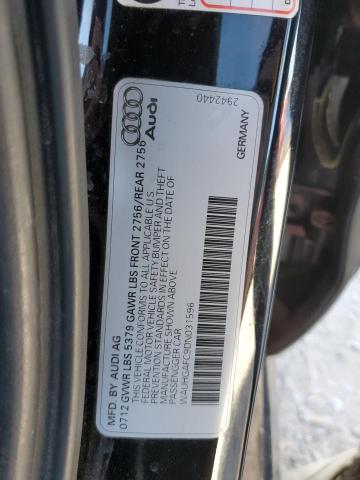 MFD. BY AUDI AG
0712 GVWR LBS 5379 GAWR LBS FRONT 2756/REAR 2756
THIS VEHICLE CONFORMS TO ALL APPLICABLE U.S.
FEDERAL MOTOR VEHICLE SAFETY BUMPER AND THEFT
PREVENTION STANDARDS IN EFFECT ON THE DATE OF
MANUFACTURE SHOWN ABOVE
PASSENGER CAR
WAUHGAFC9DN031596
Audi
GERMANY
2942440